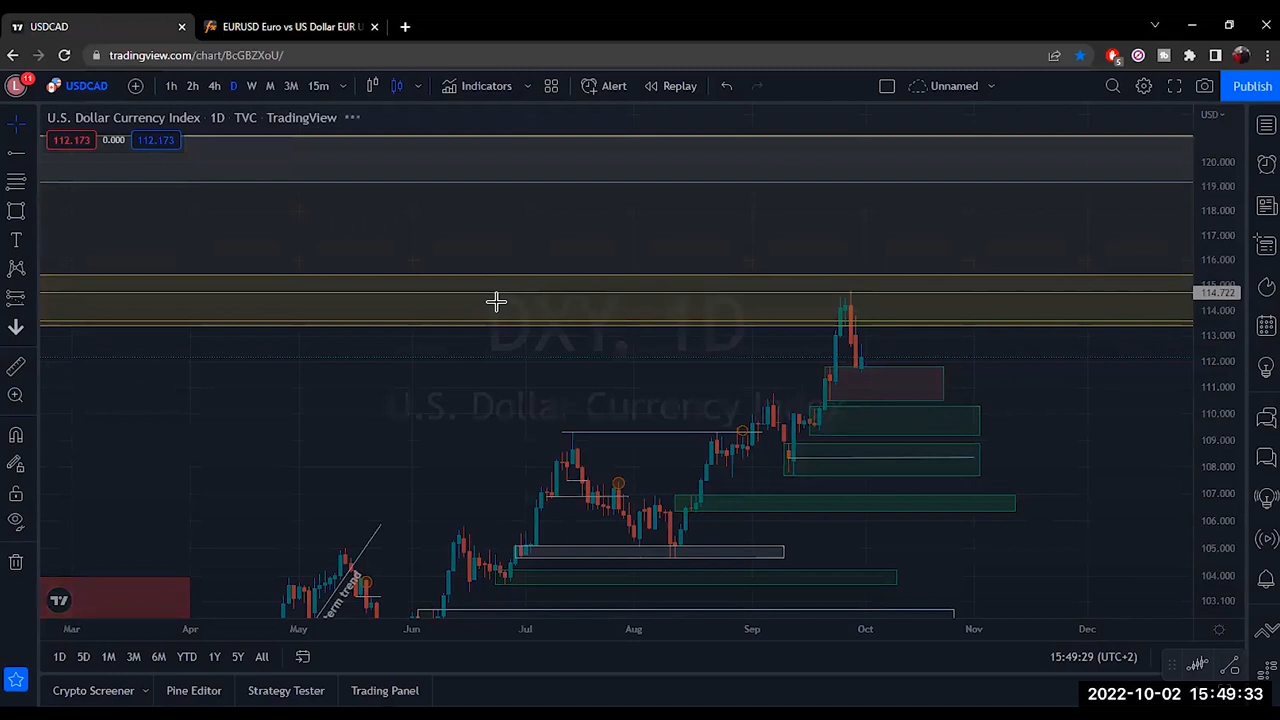 USDCAD
EURUSD Euro vs US Dollar EUR U
tradingview.com/chart/BcGBZXoU/
5
L
11
USDCAD
1h 2h 4h D W M 3M 15m
Indicators
Alert
Replay
Unnamed
Publish
U.S. Dollar Currency Index · 1D · TVC · TradingView
USD
112.173 0.000 112.173
120.000
119.000
118.000
117.000
116.000
115.000
114.722
114.000
DXY, 1D
113.000
112.000
111.000
U.S. Dollar Currency Index
110.000
109.000
108.000
107.000
106.000
105.000
104.000
erm trend
103.100
Mar Apr May Jun Jul Aug Sep Oct Nov Dec
1D 5D 1M 3M 6M YTD 1Y 5Y All
15:49:29 (UTC+2)
Crypto Screener Pine Editor Strategy Tester Trading Panel
2022-10-02 15:49:33